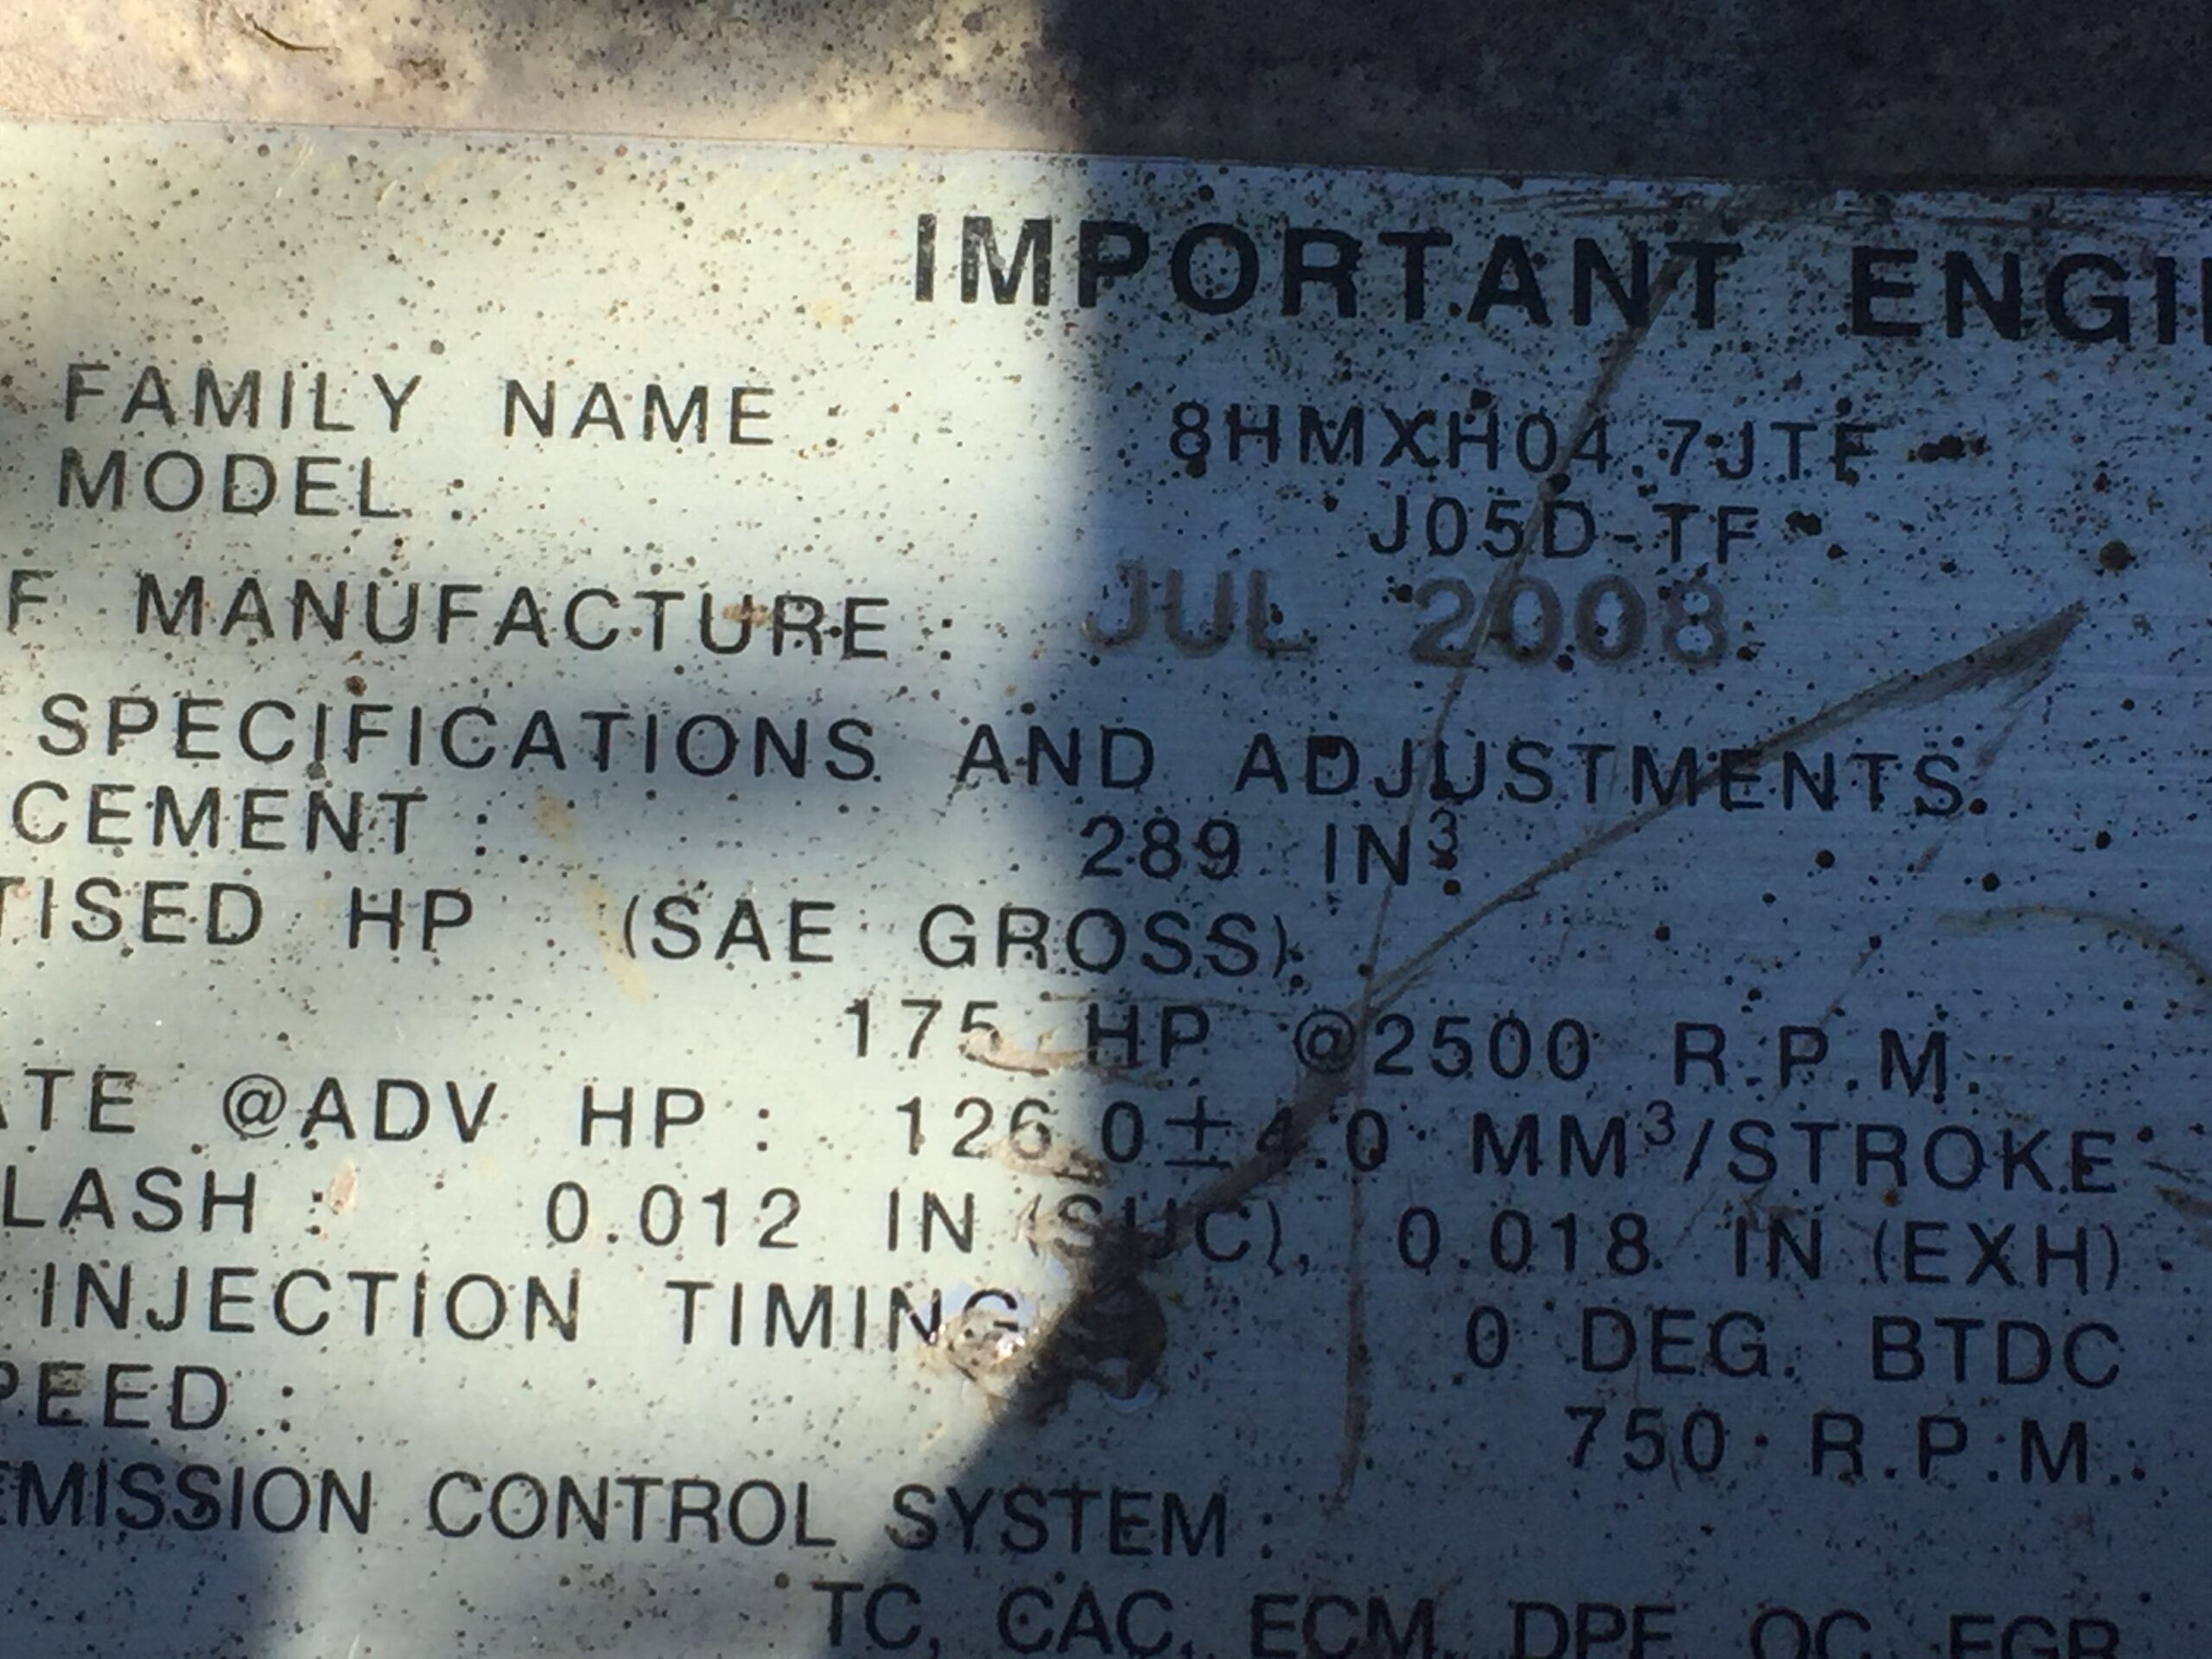 IMPORTANT ENGI
FAMILY NAME : 8HMXH04.7JTF
MODEL : J05D-TF
F MANUFACTURE : JUL 2008
SPECIFICATIONS AND ADJUSTMENTS
CEMENT : 289 IN³
TISED HP (SAE GROSS)
175 HP @2500 R.P.M.
ATE @ADV HP : 126.0±4.0 MM³/STROKE
LASH : 0.012 IN (SUC), 0.018 IN (EXH)
INJECTION TIMING 0 DEG. BTDC
PEED : 750 R.P.M.
EMISSION CONTROL SYSTEM :
TC, CAC, ECM, DPF, OC, EGR